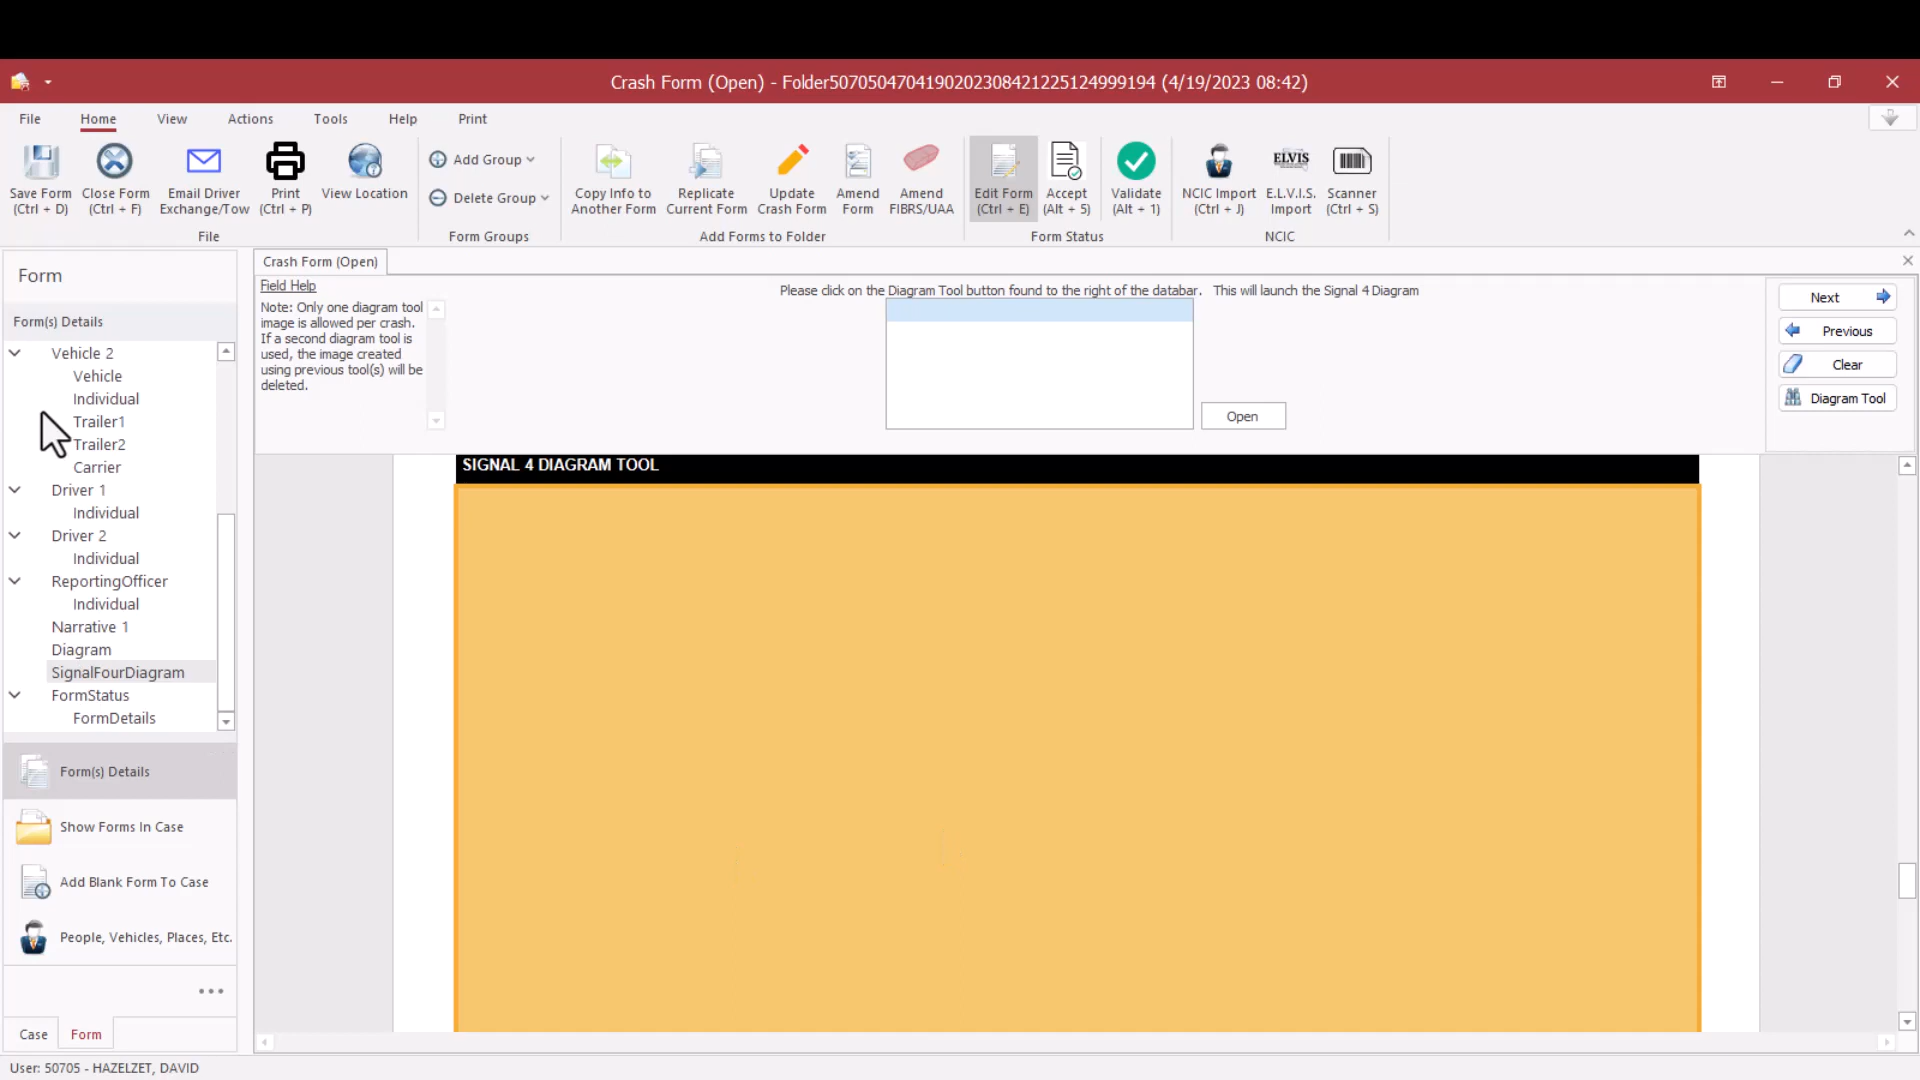 Crash Form (Open) - Folder50705047041902023084212251249991​94 (4/19/2023 08:42)
File
Home
View
Actions
Tools
Help
Print
Save Form
(Ctrl + D)
Close Form
(Ctrl + F)
Email Driver
Exchange/Tow
Print
(Ctrl + P)
View Location
File
Add Group
Delete Group
Form Groups
Copy Info to
Another Form
Replicate
Current Form
Update
Crash Form
Amend
Form
Amend
FIBRS/UAA
Add Forms to Folder
Edit Form
(Ctrl + E)
Accept
(Alt + 5)
Validate
(Alt + 1)
Form Status
NCIC Import
(Ctrl + J)
ELVIS
E.L.V.I.S.
Import
Scanner
(Ctrl + S)
NCIC
Form
Form(s) Details
Vehicle 2
Vehicle
Individual
Trailer1
Trailer2
Carrier
Driver 1
Individual
Driver 2
Individual
ReportingOfficer
Individual
Narrative 1
Diagram
SignalFourDiagram
FormStatus
FormDetails
Form(s) Details
Show Forms In Case
Add Blank Form To Case
People, Vehicles, Places, Etc.
Case
Form
Crash Form (Open)
Field Help
Note: Only one diagram tool
image is allowed per crash.
If a second diagram tool is
used, the image created
using previous tool(s) will be
deleted.
Please click on the Diagram Tool button found to the right of the databar. This will launch the Signal 4 Diagram
Open
Next
Previous
Clear
Diagram Tool
SIGNAL 4 DIAGRAM TOOL
User: 50705 - HAZELZET, DAVID